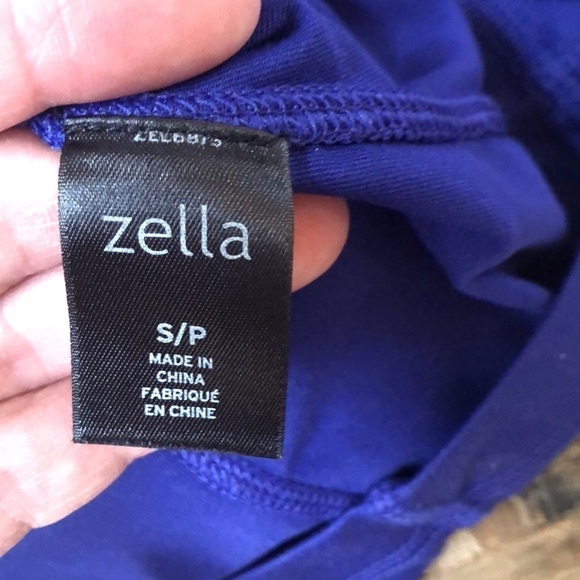 zella
S/P
MADE IN
CHINA
FABRIQUÉ
EN CHINE